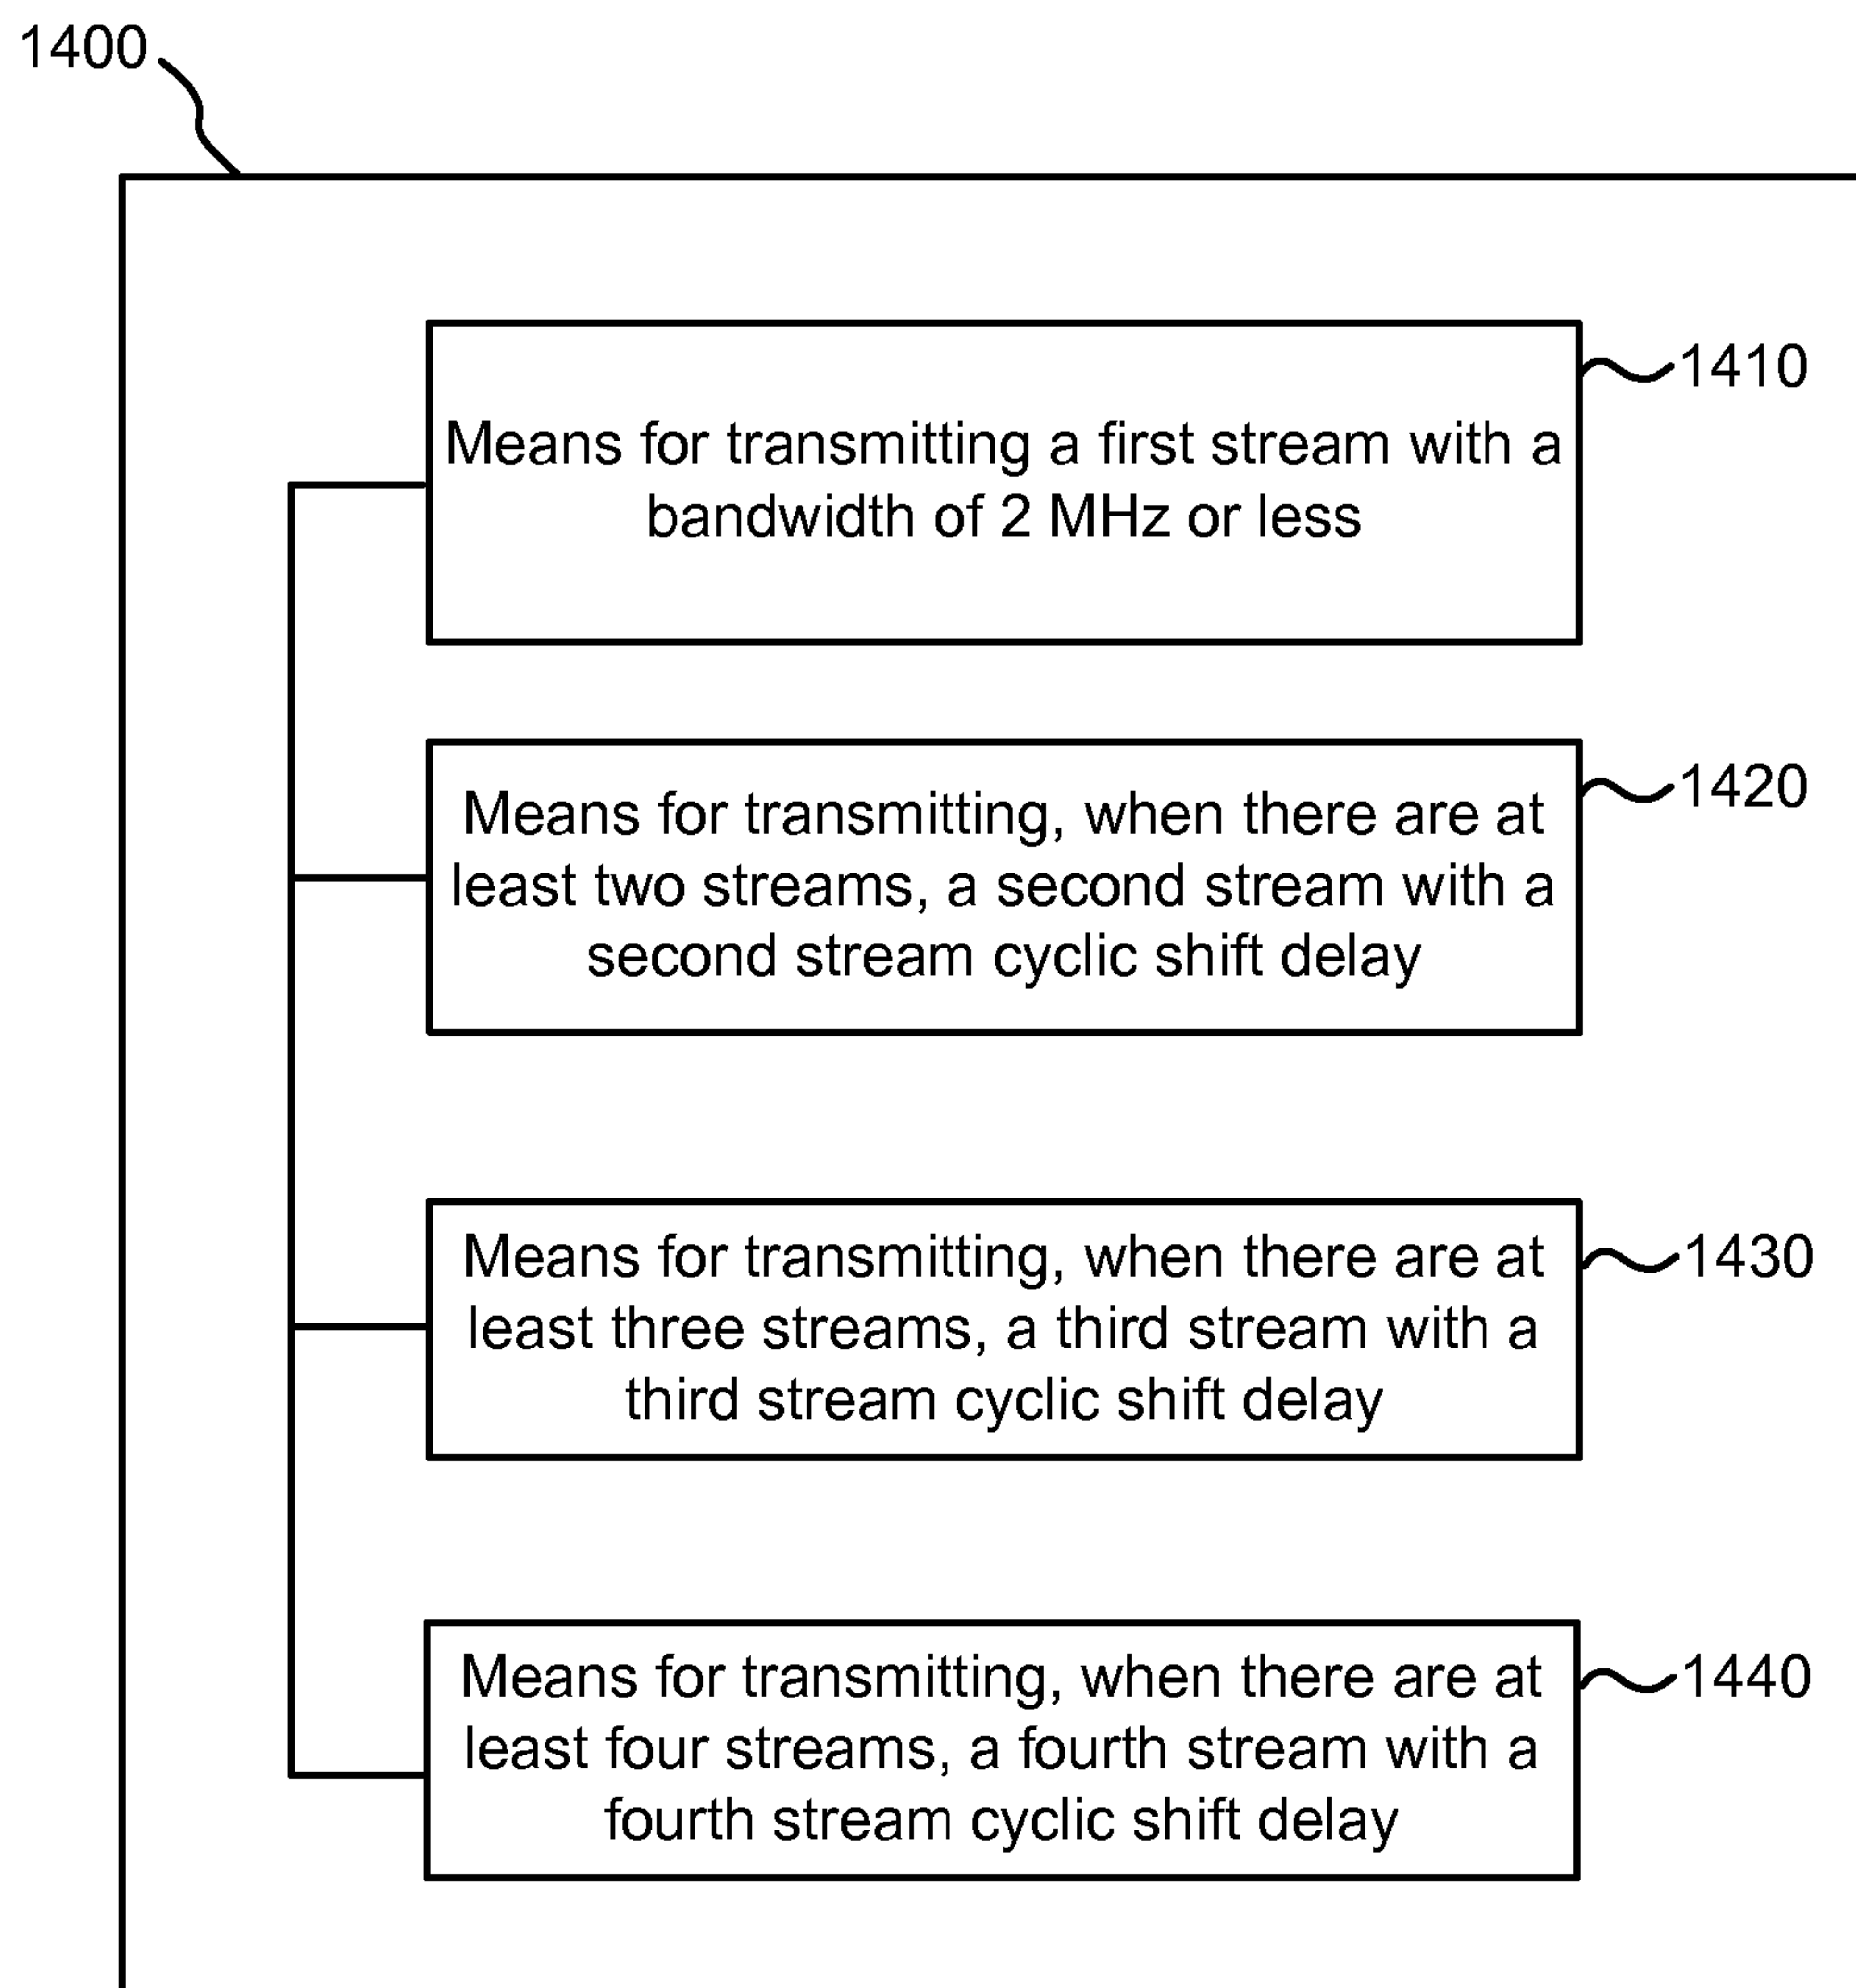 1400
1410
Means for transmitting a first stream with a
bandwidth of 2 MHz or less
1420
Means for transmitting, when there are at
least two streams, a second stream with a
second stream cyclic shift delay
1430
Means for transmitting, when there are at
least three streams, a third stream with a
third stream cyclic shift delay
1440
Means for transmitting, when there are at
least four streams, a fourth stream with a
fourth stream cyclic shift delay